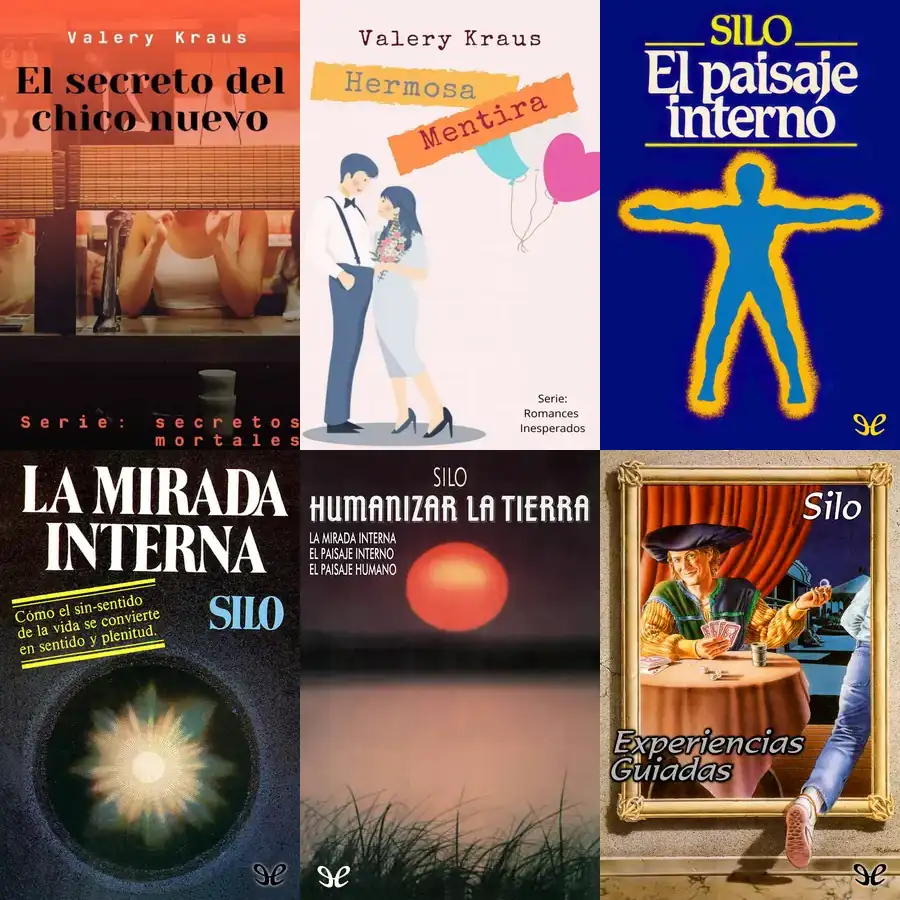 Valery Kraus
El secreto del
chico nuevo
Serie: secretos
mortales
Valery Kraus
Hermosa
Mentira
Serie:
Romances
Inesperados
SILO
El paisaje
interno
LA MIRADA
INTERNA
Cómo el sin-sentido
de la vida se convierte
en sentido y plenitud.
SILO
SILO
HUMANIZAR LA TIERRA
LA MIRADA INTERNA
EL PAISAJE INTERNO
EL PAISAJE HUMANO
Silo
Experiencias
Guiadas